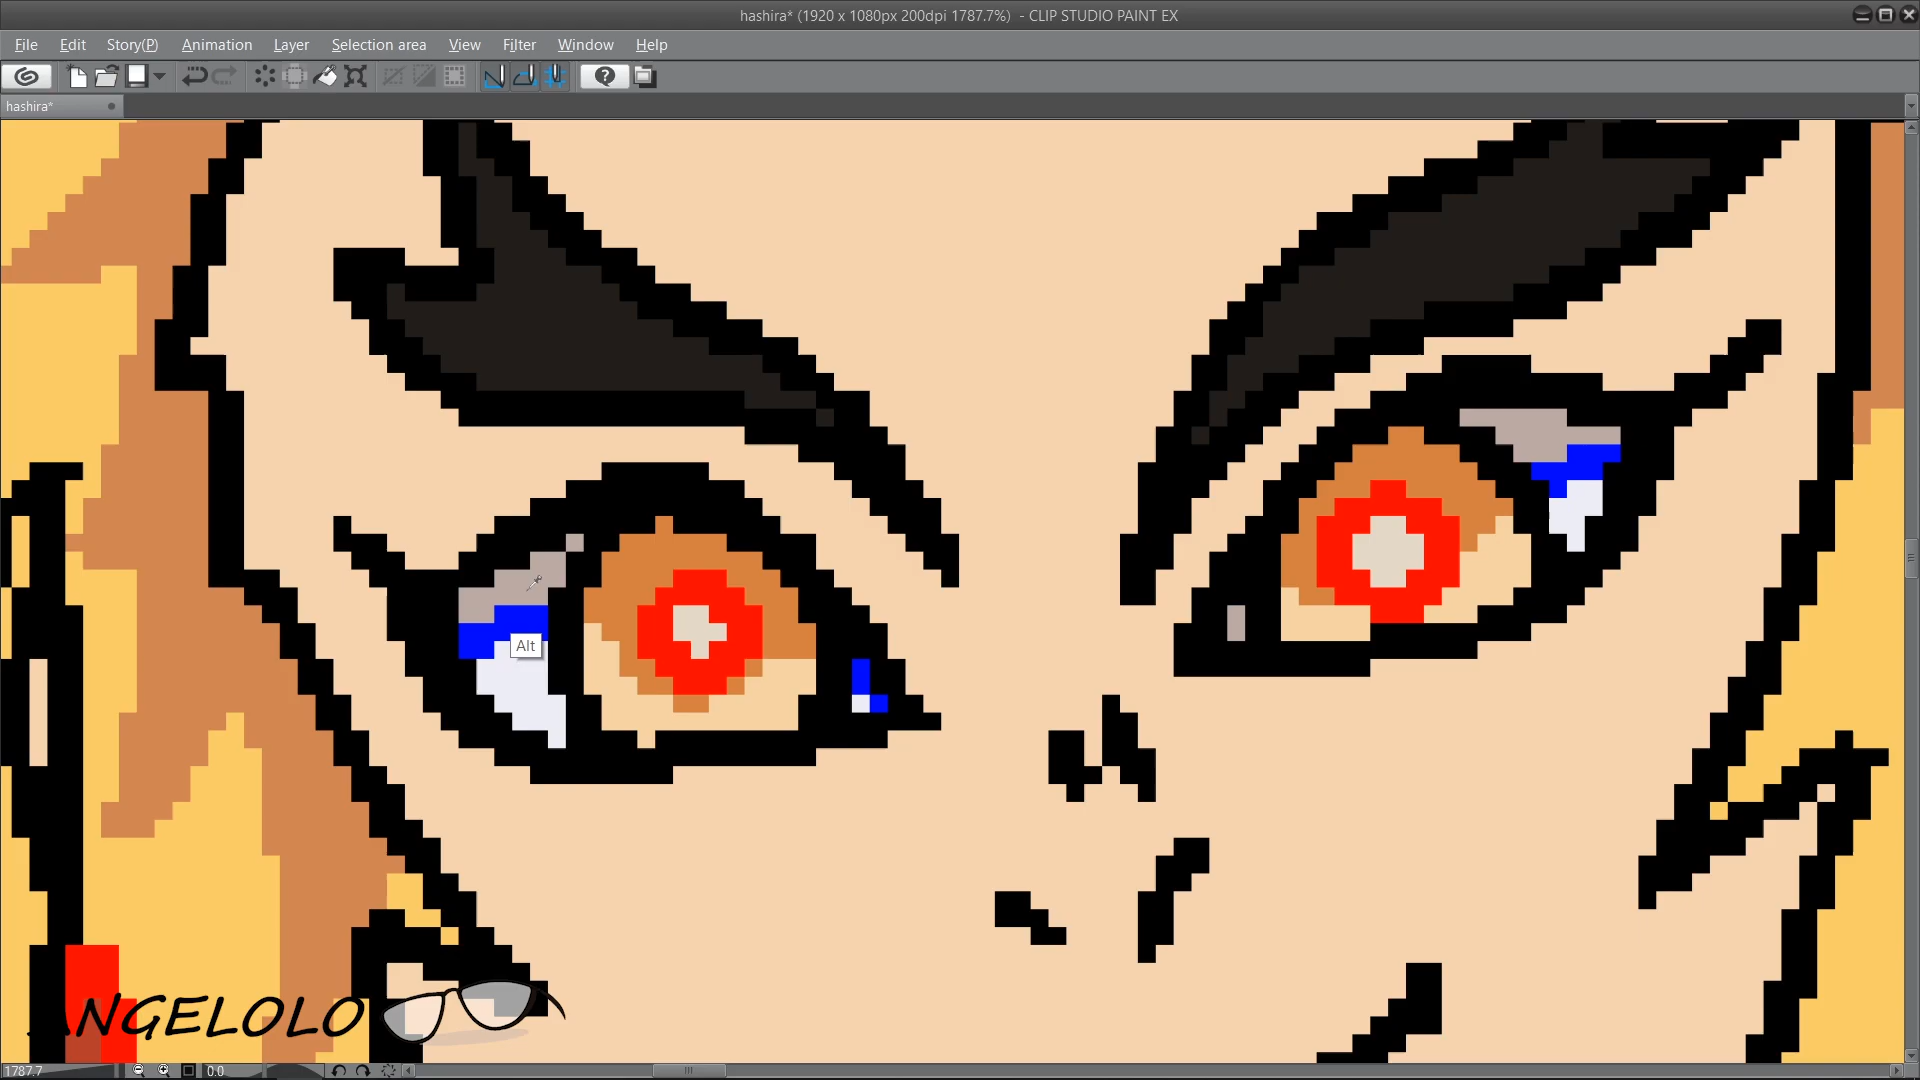 hashira* (1920 x 1080px 200dpi 1787.7%) - CLIP STUDIO PAINT EX
File Edit Story(P) Animation Layer Selection area View Filter Window Help
hashira*
Alt
ANGELOLO
1787.7 0.0